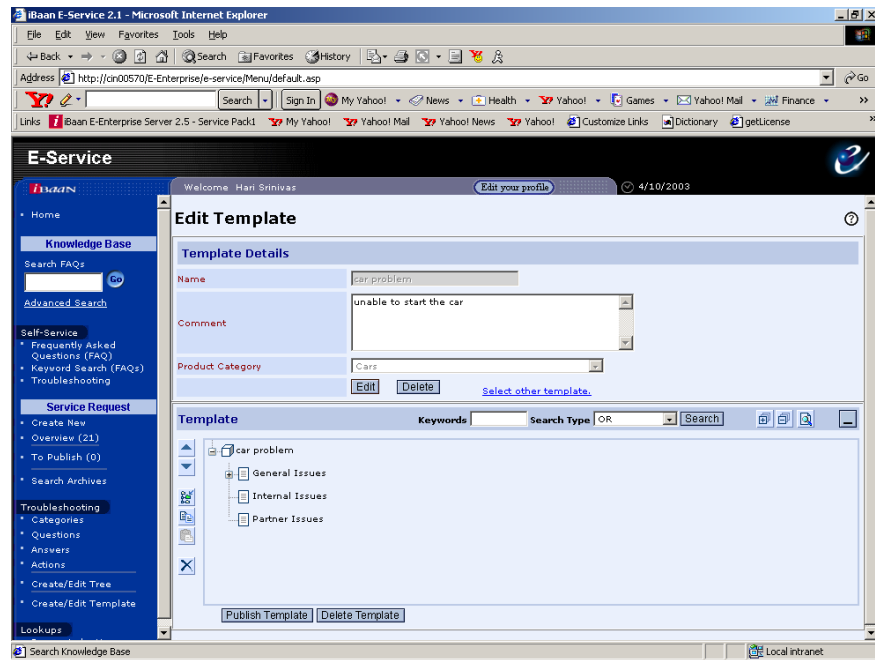 iBaan E-Service 2.1 - Microsoft Internet Explorer
File Edit View Favorites Tools Help
Back Search Favorites History
Address http://cin00570/E-Enterprise/e-service/Menu/default.asp Go
Y! Search Sign In My Yahoo! News Health Yahoo! Games Yahoo! Mail Finance »
Links iBaan E-Enterprise Server 2.5 - Service Pack1 My Yahoo! Yahoo! Mail Yahoo! News Yahoo! Customize Links Dictionary getLicense »
E-Service
iBaan Welcome Hari Srinivas Edit your profile 4/10/2003
Home
Knowledge Base
Search FAQs
GO
Advanced Search
Self-Service
Frequently Asked
Questions (FAQ)
Keyword Search (FAQs)
Troubleshooting
Service Request
Create New
Overview (21)
To Publish (0)
Search Archives
Troubleshooting
Categories
Questions
Answers
Actions
Create/Edit Tree
Create/Edit Template
Lookups
Edit Template ?
Template Details
Name car problem
Comment unable to start the car
Product Category Cars
Edit Delete Select other template.
Template Keywords Search Type OR Search
car problem
General Issues
Internal Issues
Partner Issues
Publish Template Delete Template
Search Knowledge Base Local intranet